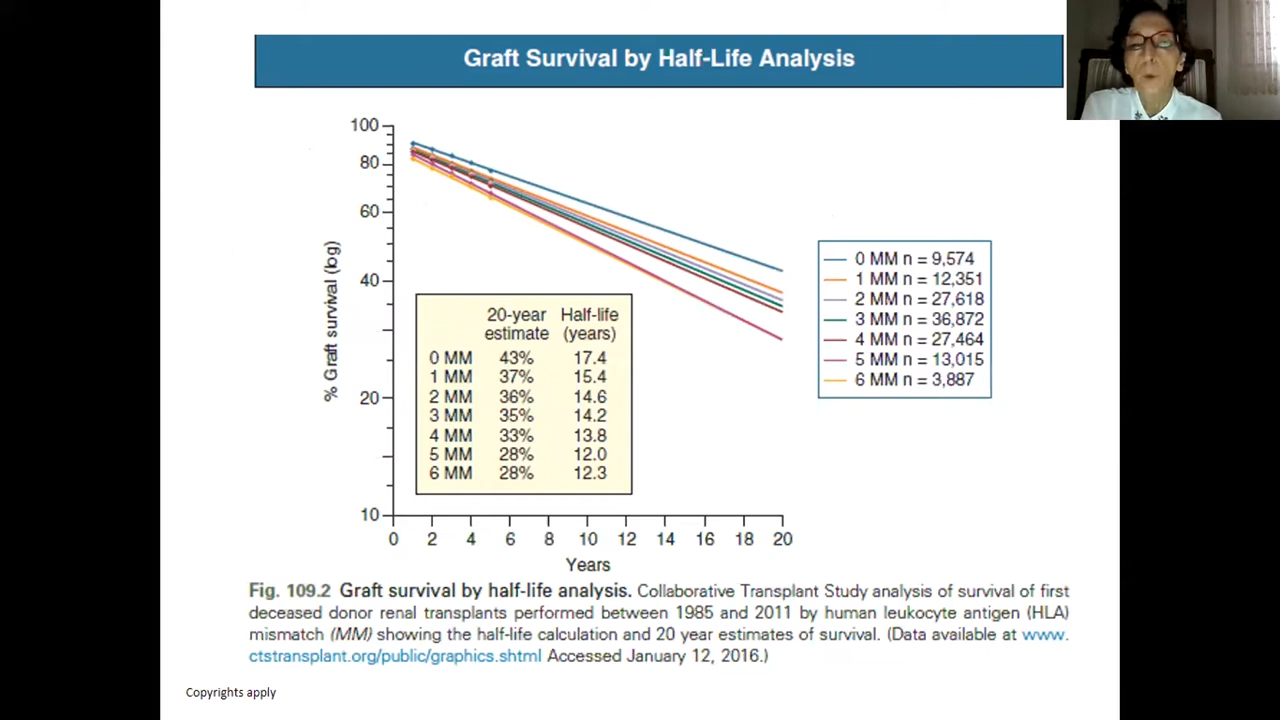 Graft Survival by Half-Life Analysis
100
80
60
40
20
10
% Graft survival (log)
0 2 4 6 8 10 12 14 16 18 20
Years
20-year Half-life
estimate (years)
0 MM 43% 17.4
1 MM 37% 15.4
2 MM 36% 14.6
3 MM 35% 14.2
4 MM 33% 13.8
5 MM 28% 12.0
6 MM 28% 12.3
0 MM n = 9,574
1 MM n = 12,351
2 MM n = 27,618
3 MM n = 36,872
4 MM n = 27,464
5 MM n = 13,015
6 MM n = 3,887
Fig. 109.2 Graft survival by half-life analysis. Collaborative Transplant Study analysis of survival of first
deceased donor renal transplants performed between 1985 and 2011 by human leukocyte antigen (HLA)
mismatch (MM) showing the half-life calculation and 20 year estimates of survival. (Data available at www.
ctstransplant.org/public/graphics.shtml Accessed January 12, 2016.)
Copyrights apply